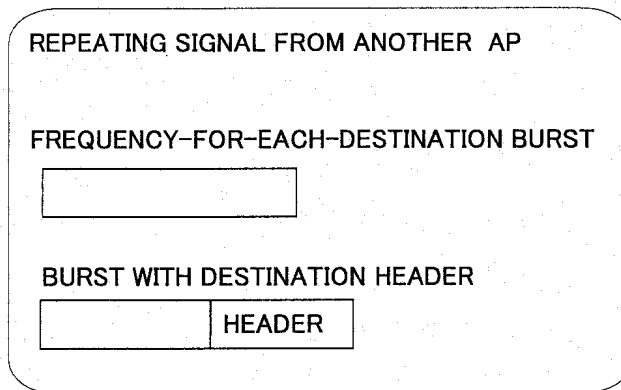 REPEATING SIGNAL FROM ANOTHER AP
FREQUENCY-FOR-EACH-DESTINATION BURST
BURST WITH DESTINATION HEADER
HEADER